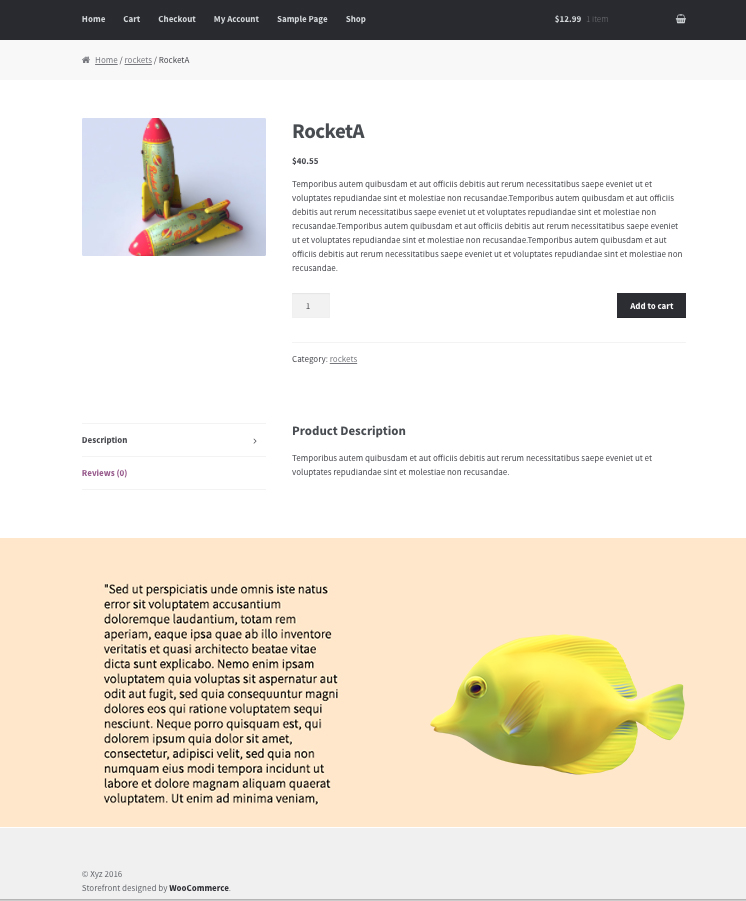 Home Cart Checkout My Account Sample Page Shop $12.99 1 item
Home / rockets / RocketA
RocketA
$40.55
Temporibus autem quibusdam et aut officiis debitis aut rerum necessitatibus saepe eveniet ut et
voluptates repudiandae sint et molestiae non recusandae.Temporibus autem quibusdam et aut officiis
debitis aut rerum necessitatibus saepe eveniet ut et voluptates repudiandae sint et molestiae non
recusandae.Temporibus autem quibusdam et aut officiis debitis aut rerum necessitatibus saepe eveniet
ut et voluptates repudiandae sint et molestiae non recusandae.Temporibus autem quibusdam et aut
officiis debitis aut rerum necessitatibus saepe eveniet ut et voluptates repudiandae sint et molestiae non
recusandae.
1
Add to cart
Category: rockets
Description
Reviews (0)
Product Description
Temporibus autem quibusdam et aut officiis debitis aut rerum necessitatibus saepe eveniet ut et
voluptates repudiandae sint et molestiae non recusandae.
"Sed ut perspiciatis unde omnis iste natus
error sit voluptatem accusantium
doloremque laudantium, totam rem
aperiam, eaque ipsa quae ab illo inventore
veritatis et quasi architecto beatae vitae
dicta sunt explicabo. Nemo enim ipsam
voluptatem quia voluptas sit aspernatur aut
odit aut fugit, sed quia consequuntur magni
dolores eos qui ratione voluptatem sequi
nesciunt. Neque porro quisquam est, qui
dolorem ipsum quia dolor sit amet,
consectetur, adipisci velit, sed quia non
numquam eius modi tempora incidunt ut
labore et dolore magnam aliquam quaerat
voluptatem. Ut enim ad minima veniam,
© Xyz 2016
Storefront designed by WooCommerce.